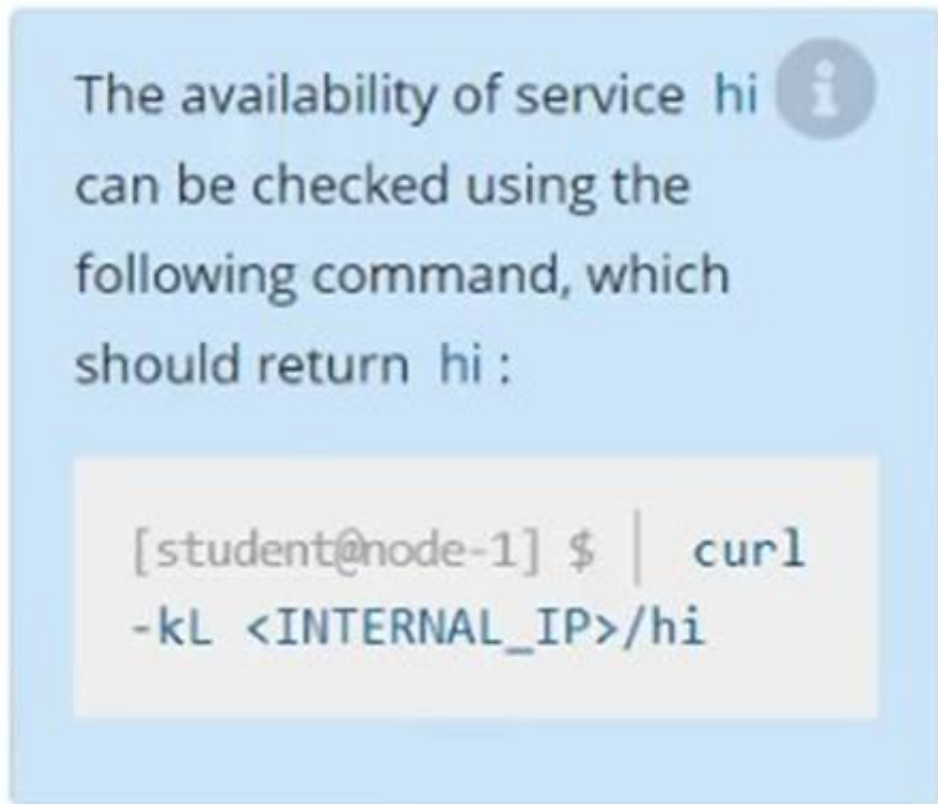 The availability of service hi
can be checked using the
following command, which
should return hi :
[student@node-1] $ | curl
-kL <INTERNAL_IP>/hi